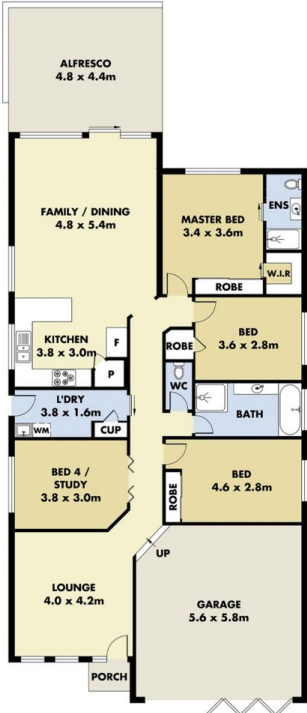 ALFRESCO
4.8 x 4.4m
FAMILY / DINING
4.8 x 5.4m
MASTER BED
3.4 x 3.6m
ENS
W.I.R
ROBE
KITCHEN
3.8 x 3.0m
F
P
BED
3.6 x 2.8m
ROBE
WC
BATH
L'DRY
3.8 x 1.6m
WM
CUP
BED 4 /
STUDY
3.8 x 3.0m
BED
4.6 x 2.8m
ROBE
UP
LOUNGE
4.0 x 4.2m
GARAGE
5.6 x 5.8m
PORCH